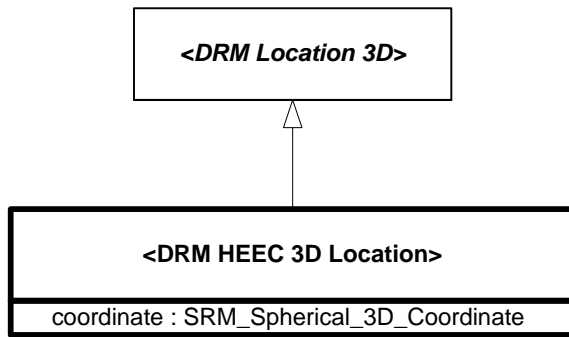 <DRM Location 3D>
<DRM HEEC 3D Location>
coordinate : SRM_Spherical_3D_Coordinate